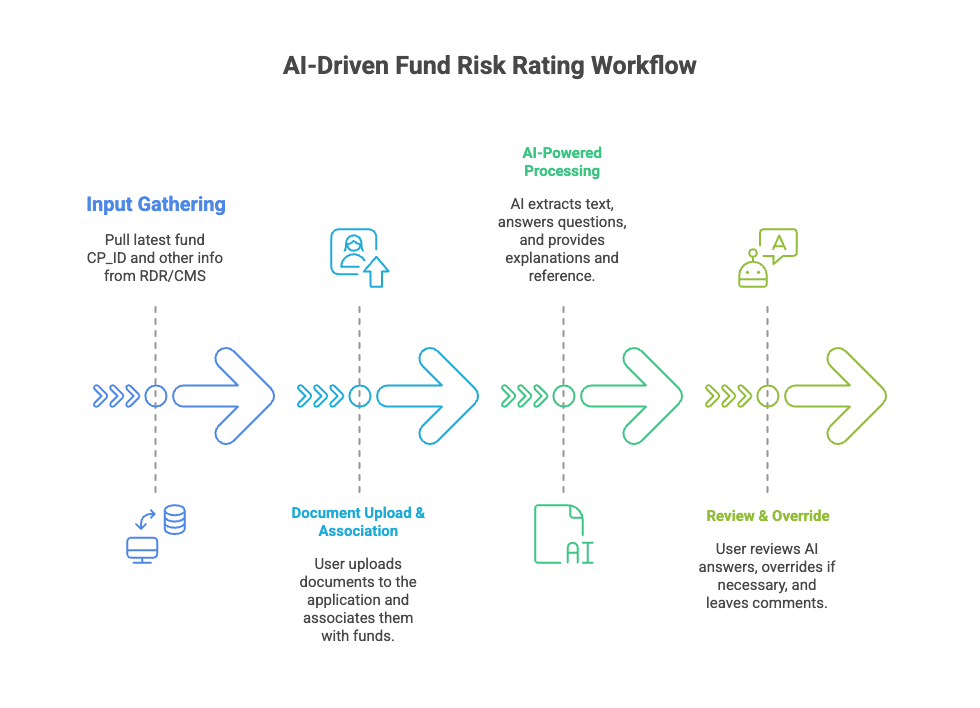 AI-Driven Fund Risk Rating Workflow
Input Gathering
Pull latest fund
CP_ID and other info
from RDR/CMS
Document Upload &
Association
User uploads
documents to the
application and
associates them
with funds.
AI-Powered
Processing
AI extracts text,
answers questions,
and provides
explanations and
reference.
AI
A
Review & Override
User reviews AI
answers, overrides if
necessary, and
leaves comments.